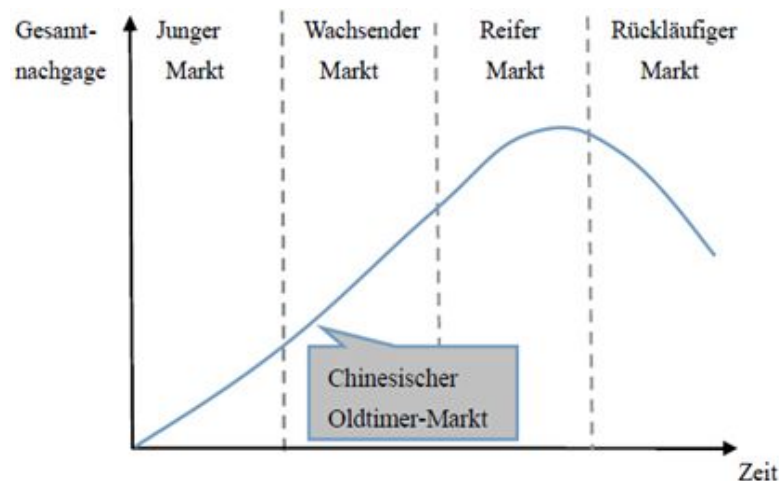 Gesamt-
nachgage
Junger
Markt
Wachsender
Markt
Reifer
Markt
Rückläufiger
Markt
Chinesischer
Oldtimer-Markt
Zeit